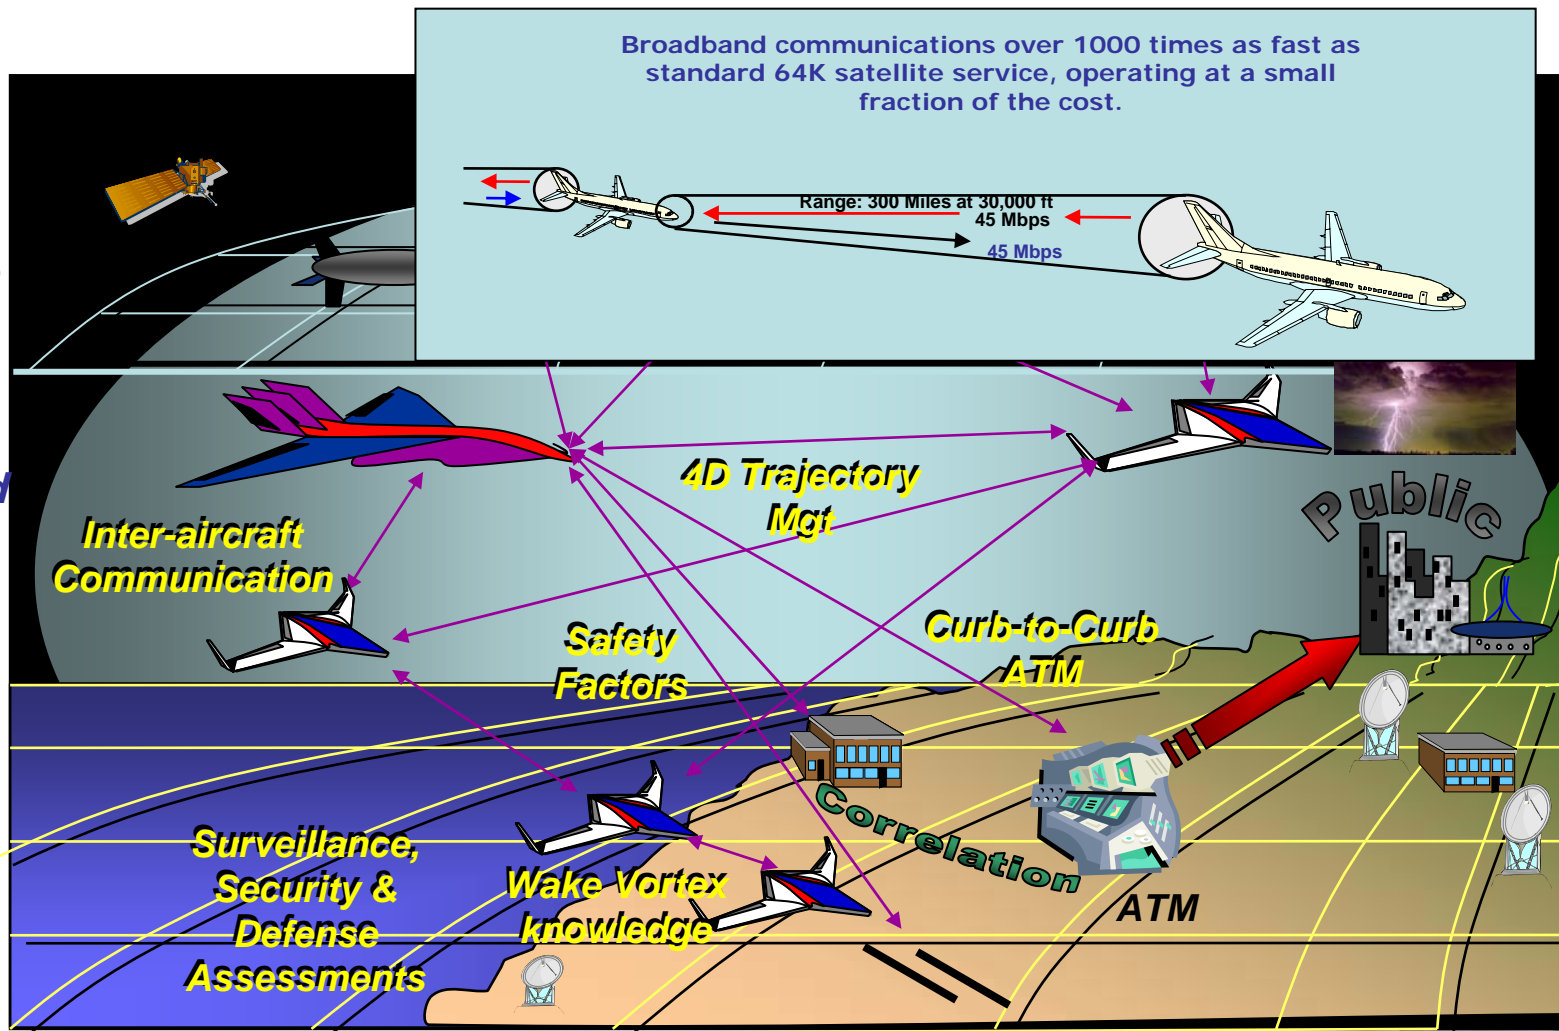 Broadband communications over 1000 times as fast as
standard 64K satellite service, operating at a small
fraction of the cost.
Range: 300 Miles at 30,000 ft
45 Mbps
45 Mbps
4D Trajectory
Mgt
Public
Inter-aircraft
Communication
Safety
Factors
Curb-to-Curb
ATM
Correlation
Surveillance,
Security &
Defense
Assessments
Wake Vortex
knowledge
ATM